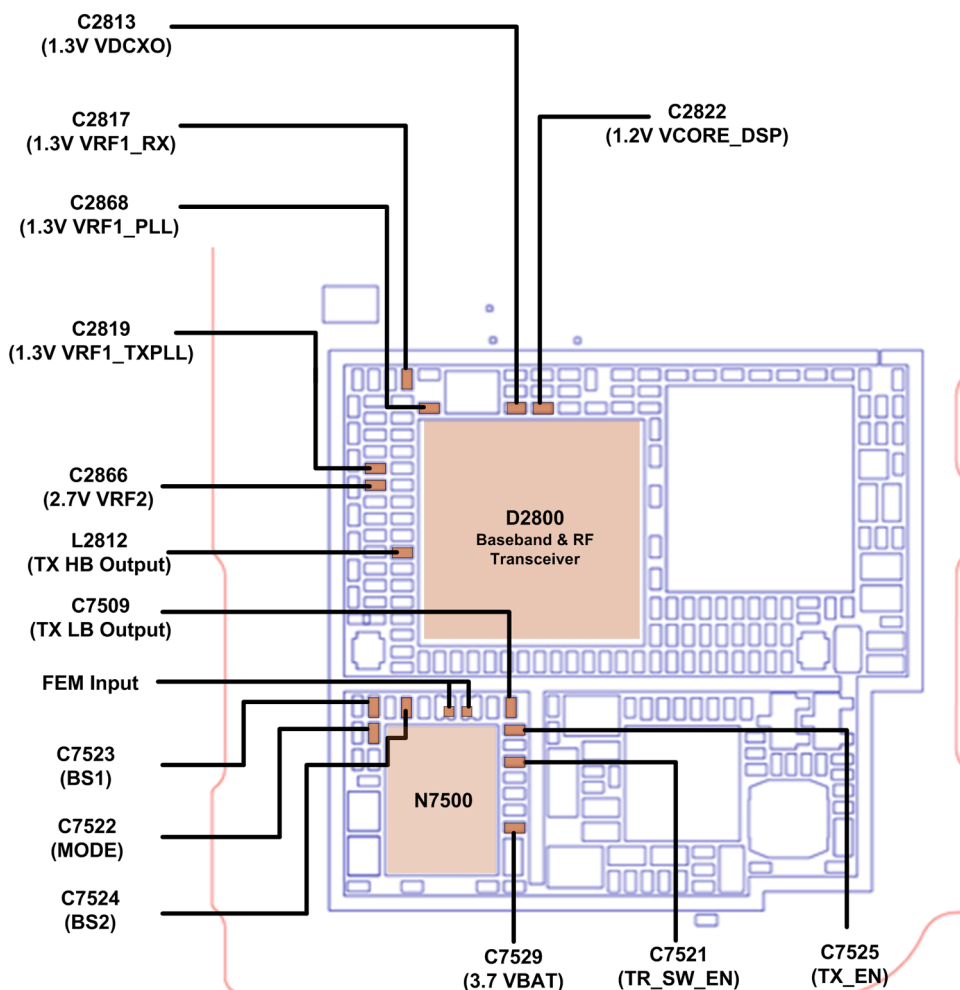 C2813
(1.3V VDCXO)
C2822
(1.2V VCORE_DSP)
C2817
(1.3V VRF1_RX)
C2868
(1.3V VRF1_PLL)
C2819
(1.3V VRF1_TXPLL)
C2866
(2.7V VRF2)
D2800
Baseband & RF
Transceiver
L2812
(TX HB Output)
C7509
(TX LB Output)
FEM Input
C7523
(BS1)
N7500
C7522
(MODE)
C7524
(BS2)
C7529
(3.7 VBAT)
C7521
(TR_SW_EN)
C7525
(TX_EN)